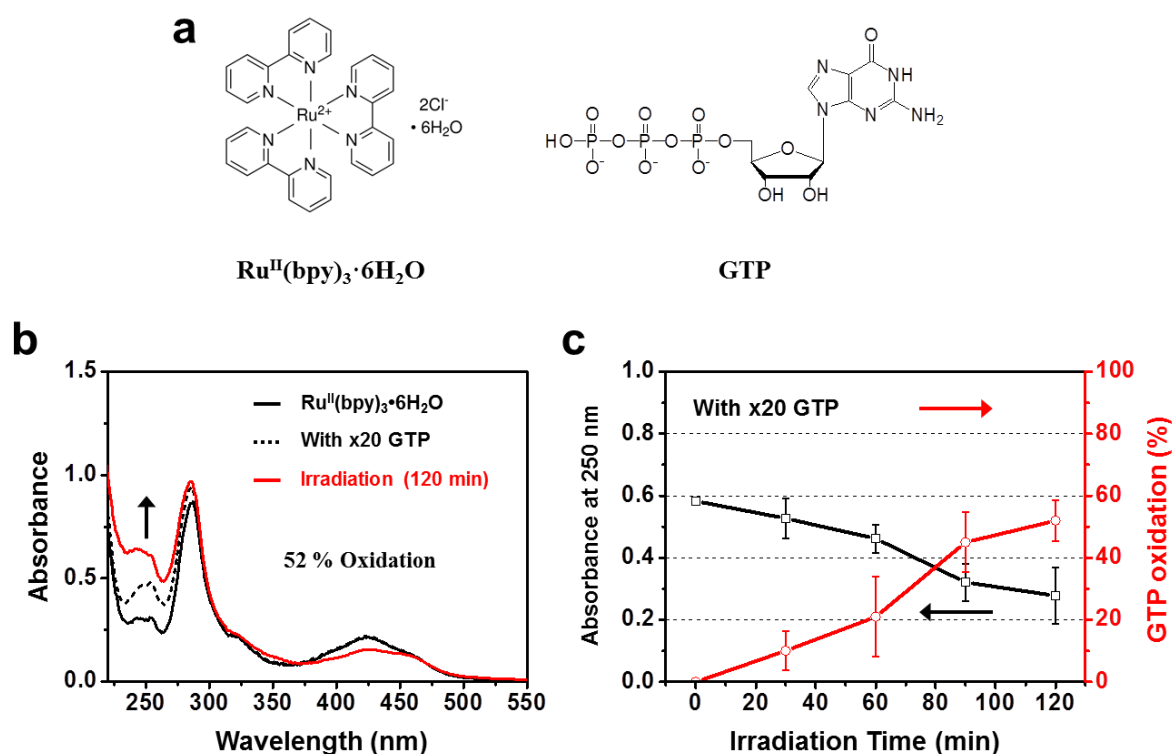 a
N
N
N
N
N
N
Ru²⁺
2Cl⁻
• 6H₂O
Ruᴵᴵ(bpy)₃·6H₂O
O
N
NH
N
N
NH₂
O O O
HO P O P O P O
O⁻ O⁻ O⁻
O
OH OH
GTP
b
Absorbance
1.5
1.0
0.5
0.0
Ruᴵᴵ(bpy)₃•6H₂O
With x20 GTP
Irradiation (120 min)
52 % Oxidation
250 300 350 400 450 500 550
Wavelength (nm)
c
Absorbance at 250 nm
1.0
0.8
0.6
0.4
0.2
0.0
With x20 GTP
100
80
60
40
20
0
GTP oxidation (%)
0 20 40 60 80 100 120
Irradiation Time (min)